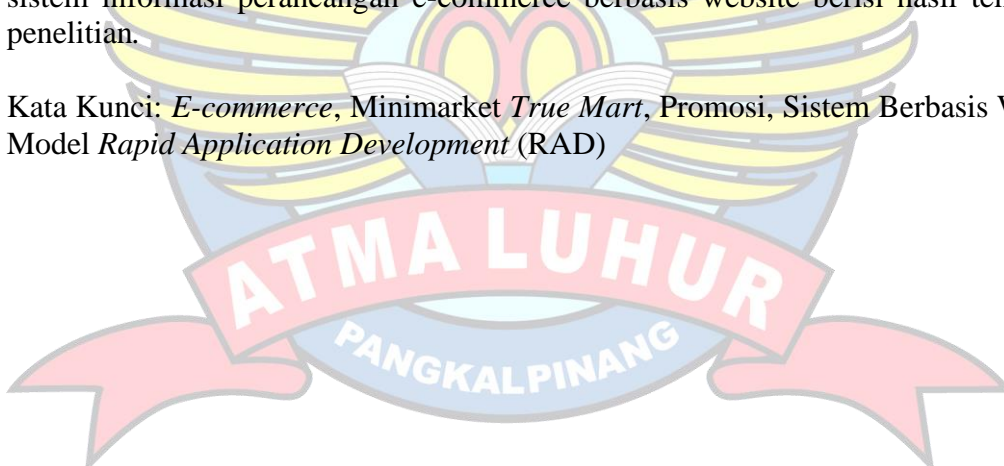 sistem informasi perancangan e-commerce berbasis website berisi hasil
penelitian.
Kata Kunci: E-commerce, Minimarket True Mart, Promosi, Sistem Berbasis
Model Rapid Application Development (RAD)
ATMA LUHUR
PANGKALPINANG